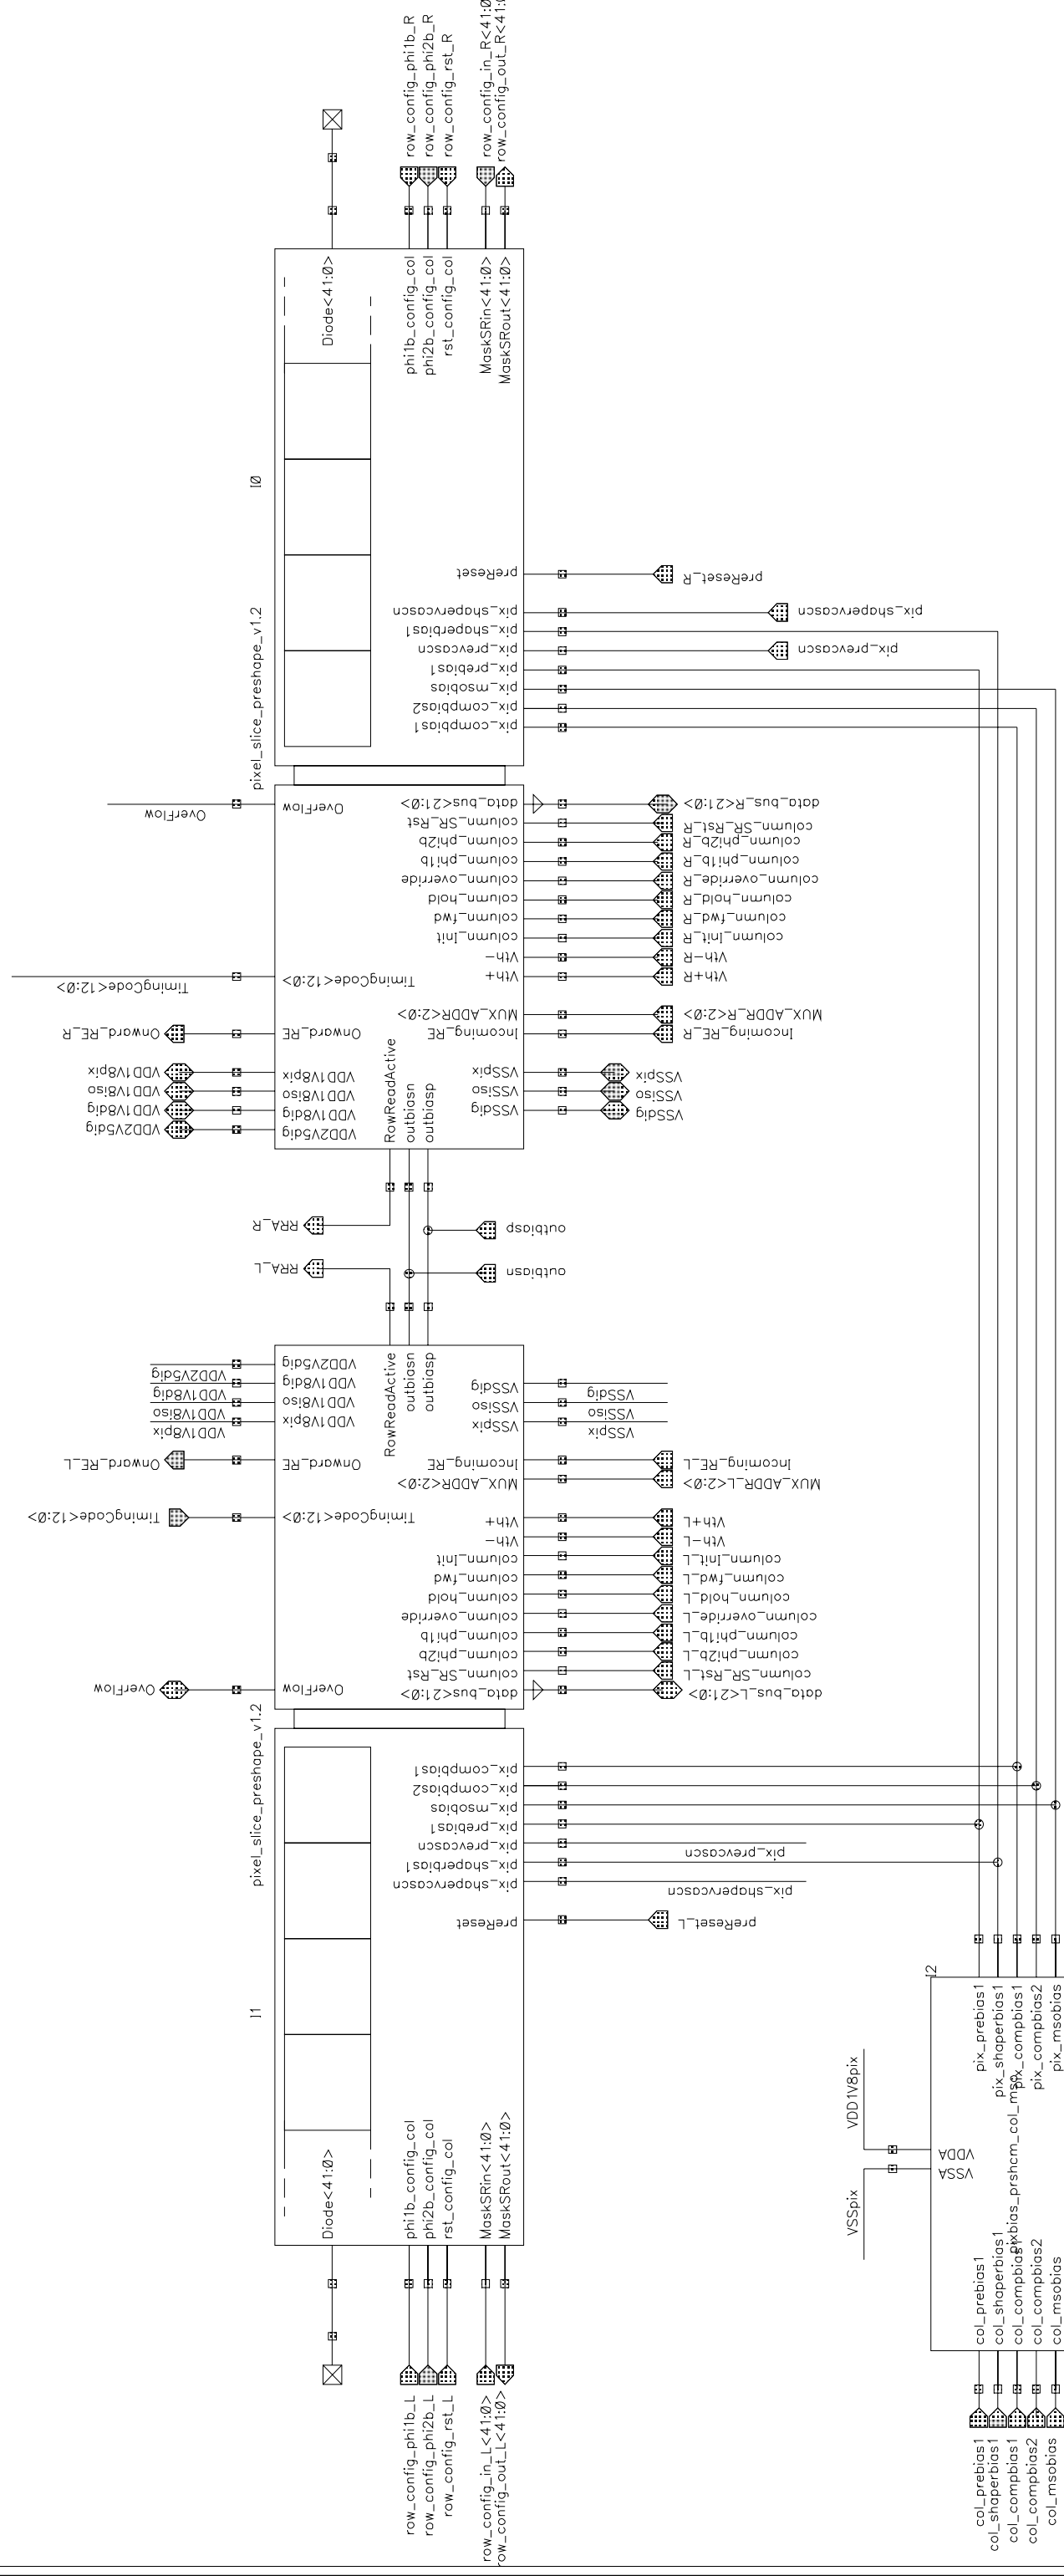 row_config_phi1b_R
row_config_phi2b_R
row_config_rst_R
row_config_in_R<41:0
row_config_out_R<41:0
Diode<41:0>
phi1b_config_col
phi2b_config_col
rst_config_col
MaskSRin<41:0>
MaskSRout<41:0>
I0
pixel_slice_preshape_v1.2
preReset
pix_shapervcascn
pix_shaperbias1
pix_prevcascn
pix_prebias1
pix_msobias
pix_compbias2
pix_compbias1
preReset_R
pix_shapervcascn
pix_prevcascn
OverFlow
OverFlow
data_bus<21:0>
column_SR_Rst
column_phi2b
column_phi1b
column_override
column_hold
column_fwd
column_Init
Vth-
Vth+
MUX_ADDR<2:0>
Incoming_RE
data_bus_R<21:0>
column_SR_Rst_R
column_phi2b_R
column_phi1b_R
column_override_R
column_hold_R
column_fwd_R
column_Init_R
Vth-R
Vth+R
MUX_ADDR_R<2:0>
Incoming_RE_R
TimingCode<12:0>
TimingCode<12:0>
Onward_RE_R
Onward_RE
VDD1V8pix
VDD1V8iso
VDD1V8dig
VDD2V5dig
VDD1V8pix
VDD1V8iso
VDD1V8dig
VDD2V5dig
RowReadActive
outbiasn
outbiasp
VSSpix
VSSiso
VSSdig
VSSpix
VSSiso
VSSdig
RRA_R
RRA_L
outbiasp
outbiasn
VDD2V5dig
VDD1V8dig
VDD1V8iso
VDD1V8pix
VDD2V5dig
VDD1V8dig
VDD1V8iso
VDD1V8pix
RowReadActive
outbiasn
outbiasp
VSSdig
VSSiso
VSSpix
VSSdig
VSSiso
VSSpix
Onward_RE_L
Onward_RE
Incoming_RE
MUX_ADDR<2:0>
Incoming_RE_L
MUX_ADDR_L<2:0>
TimingCode<12:0>
TimingCode<12:0>
Vth+
Vth-
column_Init
column_fwd
column_hold
column_override
column_phi1b
column_phi2b
column_SR_Rst
data_bus<21:0>
Vth+L
Vth-L
column_Init_L
column_fwd_L
column_hold_L
column_override_L
column_phi1b_L
column_phi2b_L
column_SR_Rst_L
data_bus_L<21:0>
OverFlow
OverFlow
pixel_slice_preshape_v1.2
I1
pix_compbias1
pix_compbias2
pix_msobias
pix_prebias1
pix_prevcascn
pix_shaperbias1
pix_shapervcascn
preReset
pix_prevcascn
pix_shapervcascn
preReset_L
Diode<41:0>
phi1b_config_col
phi2b_config_col
rst_config_col
MaskSRin<41:0>
MaskSRout<41:0>
row_config_phi1b_L
row_config_phi2b_L
row_config_rst_L
row_config_in_L<41:0>
row_config_out_L<41:0>
I2
pix_prebias1
pix_shaperbias1
pix_compbias1
pix_compbias2
pix_msobias
VDD1V8pix
VSSpix
VDDA
VSSA
pixbias_prshcm_col_mso
col_prebias1
col_shaperbias1
col_compbias1
col_compbias2
col_msobias
col_prebias1
col_shaperbias1
col_compbias1
col_compbias2
col_msobias